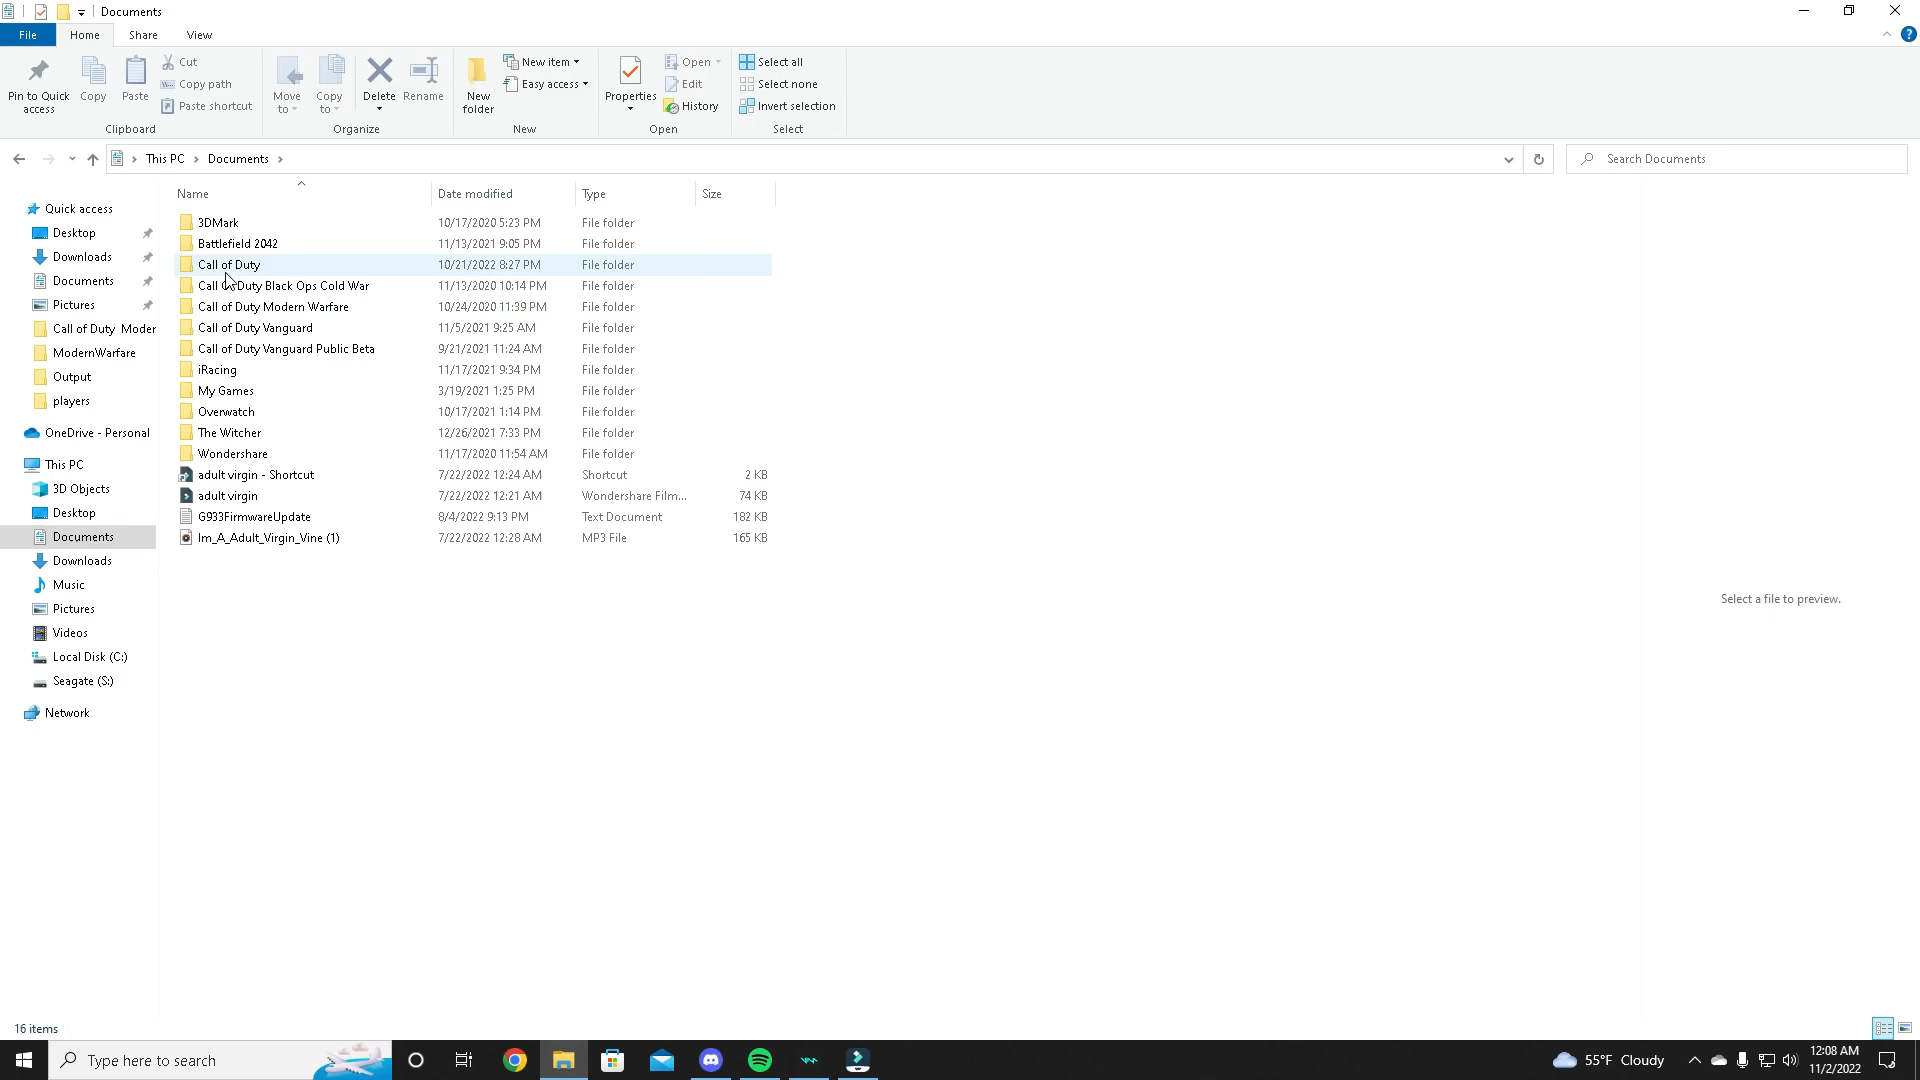 Documents
File Home Share View
Pin to Quick access
Copy
Paste
Cut
Copy path
Paste shortcut
Clipboard
Move to
Copy to
Delete
Rename
Organize
New folder
New item
Easy access
New
Properties
Open
Edit
History
Open
Select all
Select none
Invert selection
Select
This PC > Documents >
Search Documents
Name Date modified Type Size
Quick access
Desktop
Downloads
Documents
Pictures
Call of Duty Moder
ModernWarfare
Output
players
OneDrive - Personal
This PC
3D Objects
Desktop
Documents
Downloads
Music
Pictures
Videos
Local Disk (C:)
Seagate (S:)
Network
3DMark 10/17/2020 5:23 PM File folder
Battlefield 2042 11/13/2021 9:05 PM File folder
Call of Duty 10/21/2022 8:27 PM File folder
Call of Duty Black Ops Cold War 11/13/2020 10:14 PM File folder
Call of Duty Modern Warfare 10/24/2020 11:39 PM File folder
Call of Duty Vanguard 11/5/2021 9:25 AM File folder
Call of Duty Vanguard Public Beta 9/21/2021 11:24 AM File folder
iRacing 11/17/2021 9:34 PM File folder
My Games 3/19/2021 1:25 PM File folder
Overwatch 10/17/2021 1:14 PM File folder
The Witcher 12/26/2021 7:33 PM File folder
Wondershare 11/17/2020 11:54 AM File folder
adult virgin - Shortcut 7/22/2022 12:24 AM Shortcut 2 KB
adult virgin 7/22/2022 12:21 AM Wondershare Film... 74 KB
G933FirmwareUpdate 8/4/2022 9:13 PM Text Document 182 KB
Im_A_Adult_Virgin_Vine (1) 7/22/2022 12:28 AM MP3 File 165 KB
Select a file to preview.
16 items
Type here to search
55°F Cloudy
12:08 AM
11/2/2022